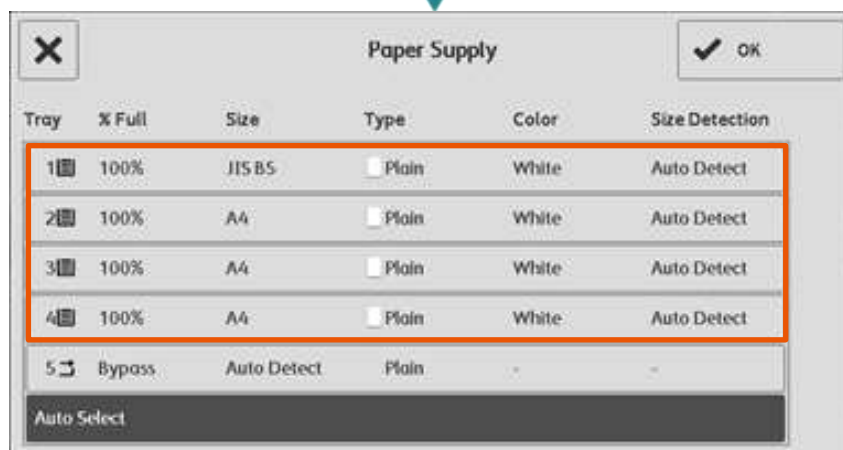 Paper Supply
OK
Tray % Full Size Type Color Size Detection
1 100% JIS B5 Plain White Auto Detect
2 100% A4 Plain White Auto Detect
3 100% A4 Plain White Auto Detect
4 100% A4 Plain White Auto Detect
5 Bypass Auto Detect Plain - -
Auto Select